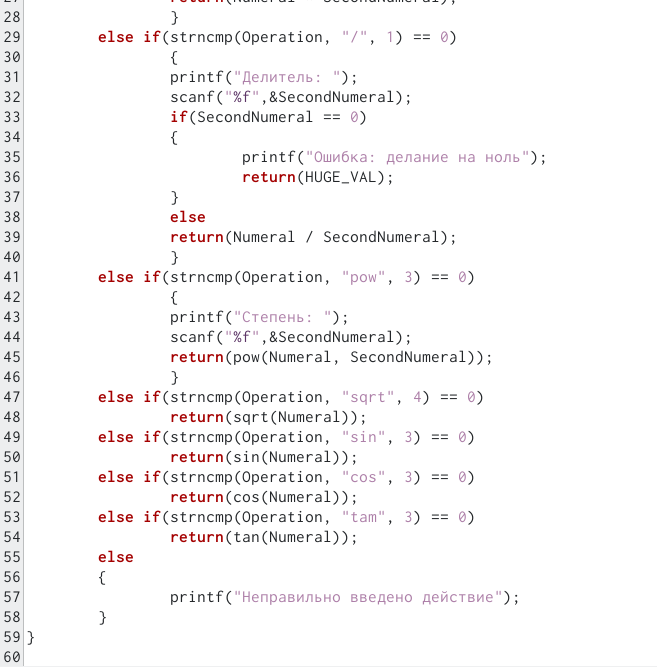 27 return(Numeral * SecondNumeral);
28 }
29 else if(strncmp(Operation, "/", 1) == 0)
30 {
31 printf("Делитель: ");
32 scanf("%f",&SecondNumeral);
33 if(SecondNumeral == 0)
34 {
35 printf("Ошибка: делание на ноль");
36 return(HUGE_VAL);
37 }
38 else
39 return(Numeral / SecondNumeral);
40 }
41 else if(strncmp(Operation, "pow", 3) == 0)
42 {
43 printf("Степень: ");
44 scanf("%f",&SecondNumeral);
45 return(pow(Numeral, SecondNumeral));
46 }
47 else if(strncmp(Operation, "sqrt", 4) == 0)
48 return(sqrt(Numeral));
49 else if(strncmp(Operation, "sin", 3) == 0)
50 return(sin(Numeral));
51 else if(strncmp(Operation, "cos", 3) == 0)
52 return(cos(Numeral));
53 else if(strncmp(Operation, "tam", 3) == 0)
54 return(tan(Numeral));
55 else
56 {
57 printf("Неправильно введено действие");
58 }
59 }
60